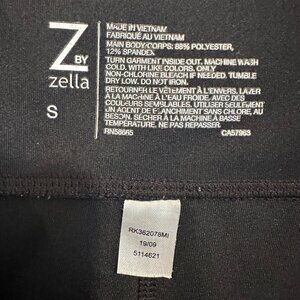 Z
BY
zella
S
MADE IN VIETNAM
FABRIQUÉ AU VIETNAM
MAIN BODY/CORPS: 88% POLYESTER,
12% SPANDEX.
TURN GARMENT INSIDE OUT. MACHINE WASH
COLD, WITH LIKE COLORS. ONLY
NON-CHLORINE BLEACH IF NEEDED. TUMBLE
DRY LOW. DO NOT IRON.
RETOURNER LE VÊTEMENT À L'ENVERS. LAVER
À LA MACHINE À L'EAU FROIDE, AVEC DES
COULEURS SEMBLABLES. UTILISER SEULEMENT
UN AGENT DE BLANCHIMENT SANS CHLORE, AU
BESOIN. SÉCHER À LA MACHINE À BASSE
TEMPÉRATURE. NE PAS REPASSER.
RN58665 CA57963
RK362078MI
19/09
5114621